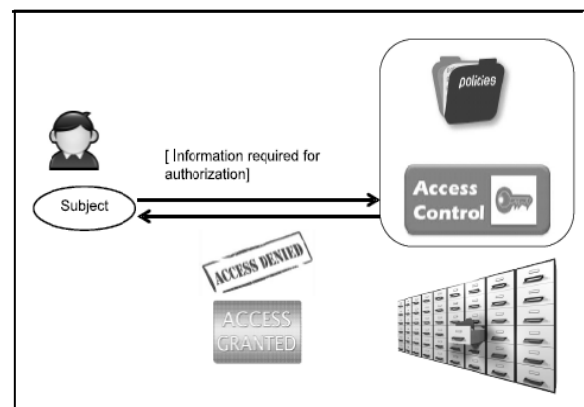 policies
[ Information required for
authorization]
Subject
Access
Control
ACCESS DENIED
ACCESS
GRANTED